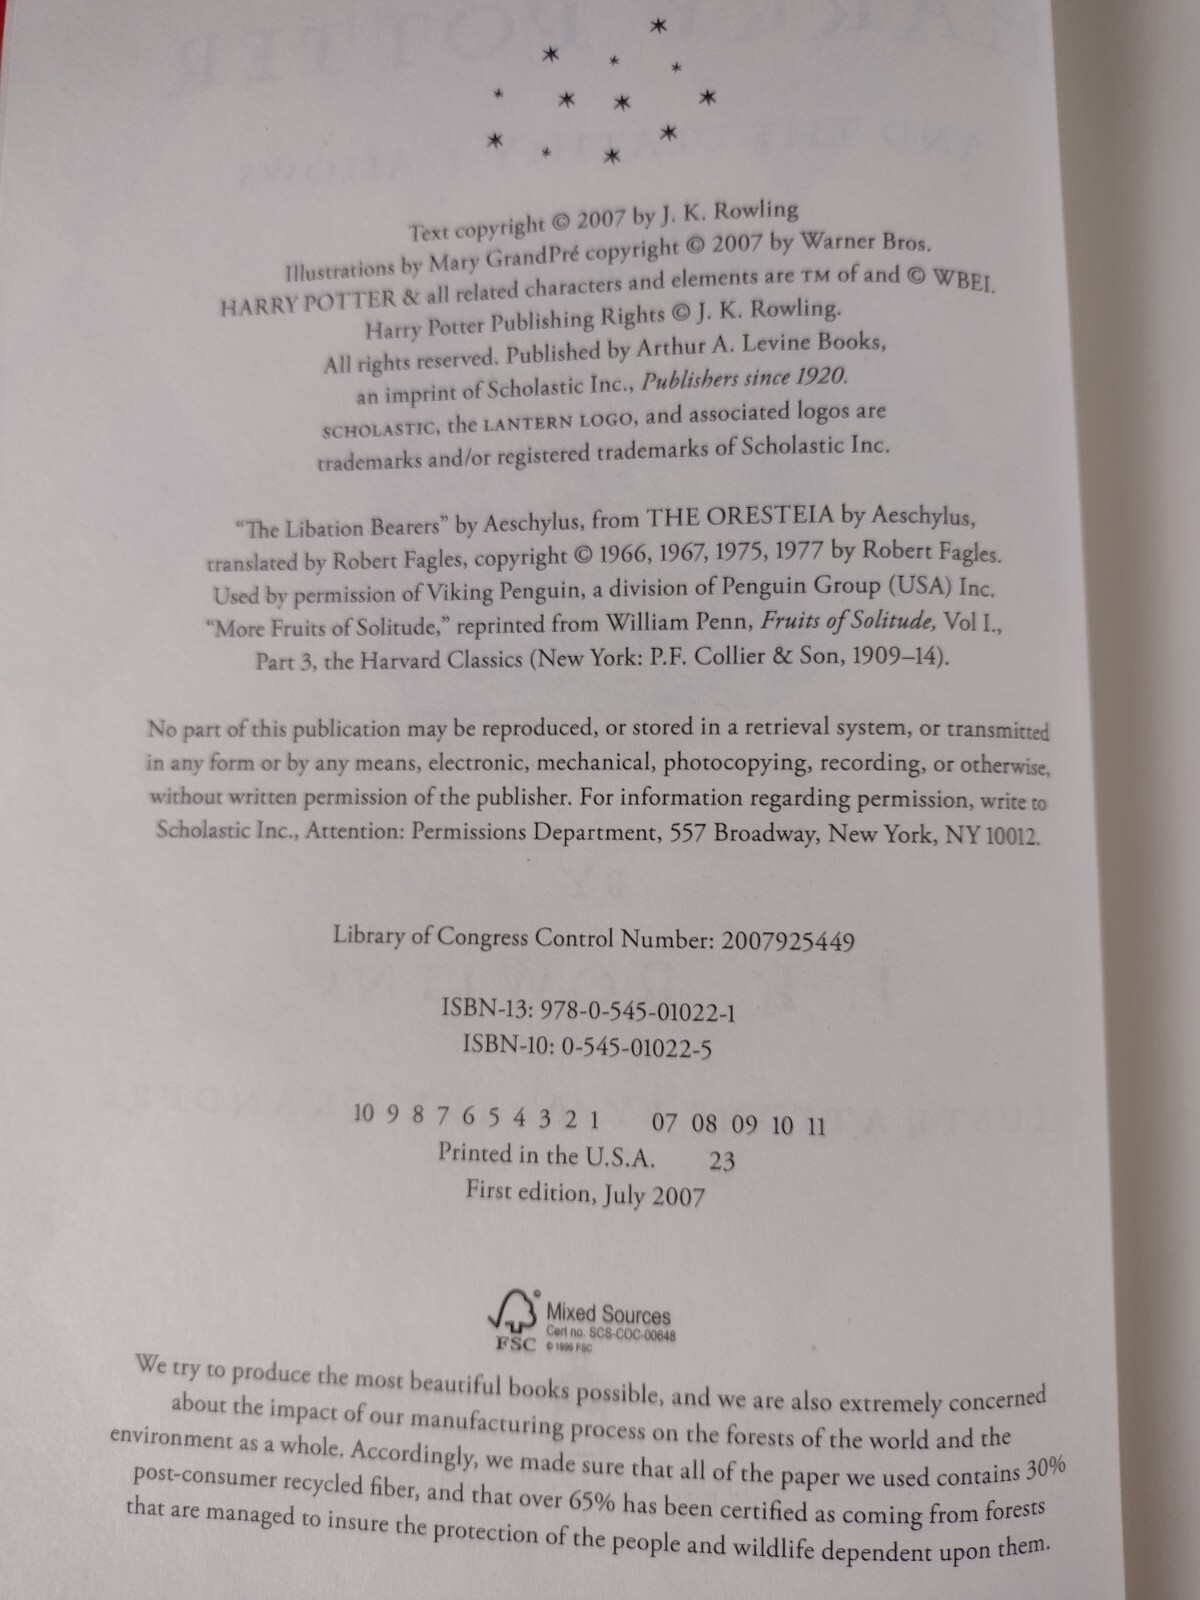 Text copyright © 2007 by J. K. Rowling
Illustrations by Mary GrandPré copyright © 2007 by Warner Bros.
HARRY POTTER & all related characters and elements are TM of and © WBEI.
Harry Potter Publishing Rights © J. K. Rowling.
All rights reserved. Published by Arthur A. Levine Books,
an imprint of Scholastic Inc., Publishers since 1920.
SCHOLASTIC, the LANTERN LOGO, and associated logos are
trademarks and/or registered trademarks of Scholastic Inc.
"The Libation Bearers" by Aeschylus, from THE ORESTEIA by Aeschylus,
translated by Robert Fagles, copyright © 1966, 1967, 1975, 1977 by Robert Fagles.
Used by permission of Viking Penguin, a division of Penguin Group (USA) Inc.
"More Fruits of Solitude," reprinted from William Penn, Fruits of Solitude, Vol I.,
Part 3, the Harvard Classics (New York: P.F. Collier & Son, 1909–14).
No part of this publication may be reproduced, or stored in a retrieval system, or transmitted
in any form or by any means, electronic, mechanical, photocopying, recording, or otherwise,
without written permission of the publisher. For information regarding permission, write to
Scholastic Inc., Attention: Permissions Department, 557 Broadway, New York, NY 10012.
Library of Congress Control Number: 2007925449
ISBN-13: 978-0-545-01022-1
ISBN-10: 0-545-01022-5
10 9 8 7 6 5 4 3 2 1 07 08 09 10 11
Printed in the U.S.A. 23
First edition, July 2007
FSC
Mixed Sources
Cert no. SCS-COC-00648
© 1996 FSC
We try to produce the most beautiful books possible, and we are also extremely concerned
about the impact of our manufacturing process on the forests of the world and the
environment as a whole. Accordingly, we made sure that all of the paper we used contains 30%
post-consumer recycled fiber, and that over 65% has been certified as coming from forests
that are managed to insure the protection of the people and wildlife dependent upon them.